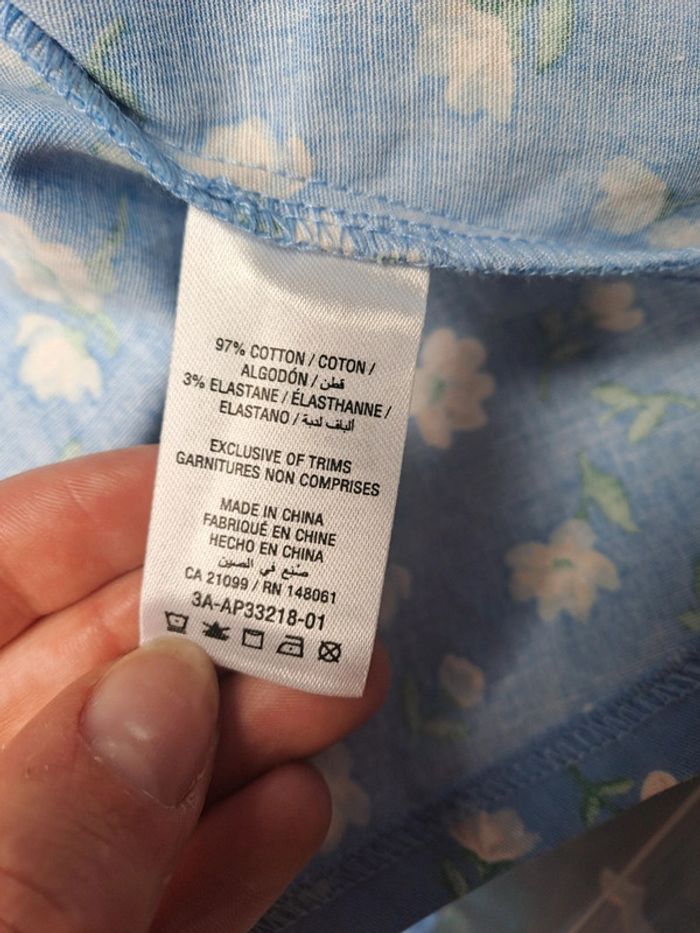 97% COTTON / COTON /
ALGODÓN / قطن
3% ELASTANE / ÉLASTHANNE /
ELASTANO / ألياف لدنة
EXCLUSIVE OF TRIMS
GARNITURES NON COMPRISES
MADE IN CHINA
FABRIQUÉ EN CHINE
HECHO EN CHINA
صنع في الصين
CA 21099 / RN 148061
3A-AP33218-01